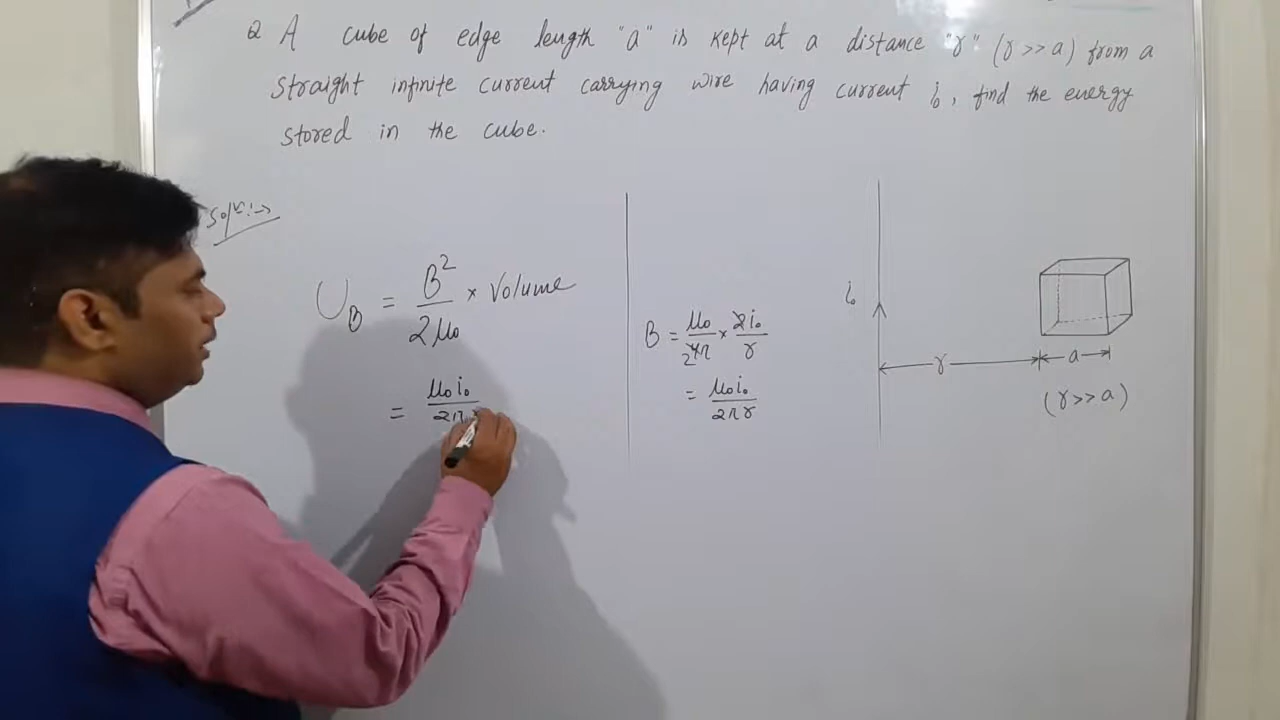 Q A cube of edge length "a" is kept at a distance "r" (r >> a) from a
straight infinite current carrying wire having current i₀, find the energy
stored in the cube.
Solⁿ:→
U_B = B²/2μ₀ × Volume
= μ₀i₀/2π
B = μ₀/4π × 2i₀/r
2
= μ₀i₀/2πr
i₀
r
a
(r>>a)